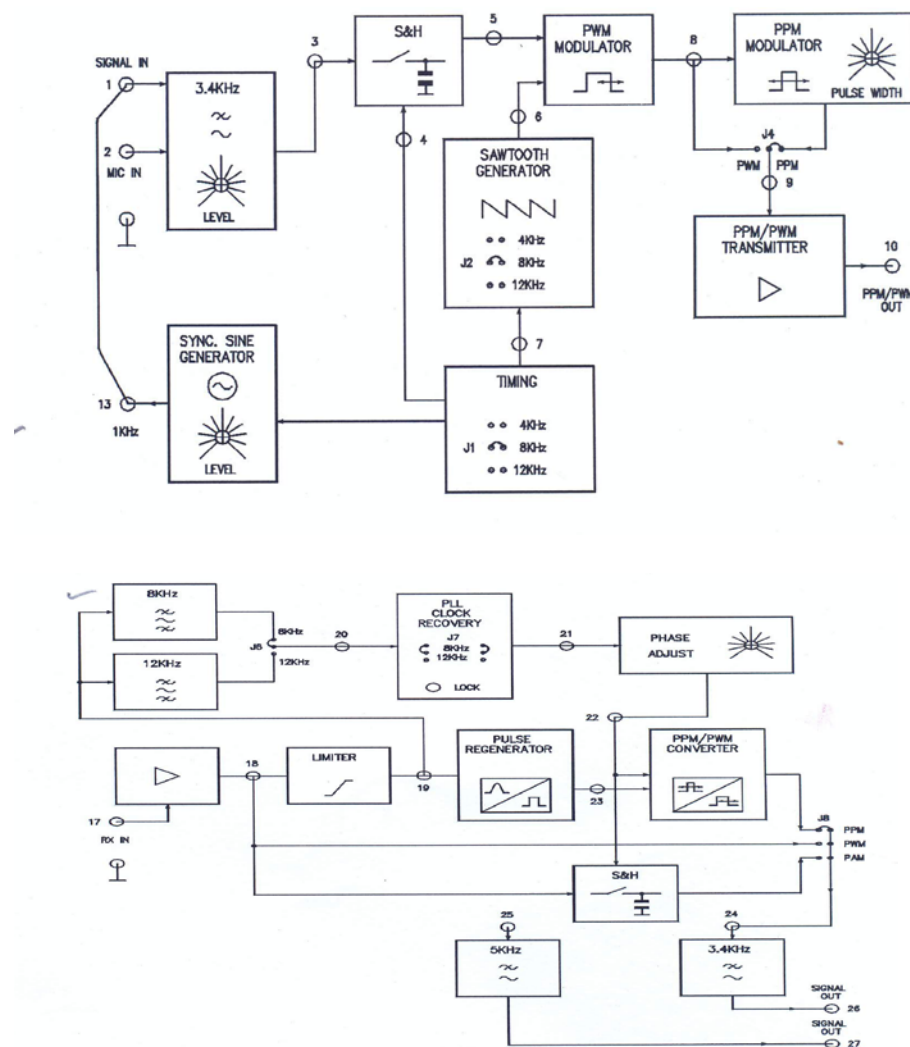 SIGNAL IN
1
2
MIC IN
3.4KHz
LEVEL
3
S&H
4
5
PWM
MODULATOR
6
SAWTOOTH
GENERATOR
J2
4KHz
8KHz
12KHz
7
TIMING
J1
4KHz
8KHz
12KHz
SYNC. SINE
GENERATOR
LEVEL
13
1KHz
8
PPM
MODULATOR
PULSE WIDTH
J4
PWM
PPM
9
PPM/PWM
TRANSMITTER
10
PPM/PWM
OUT
8KHz
12KHz
8KHz
12KHz
20
PLL
CLOCK
RECOVERY
J7
8KHz
12KHz
LOCK
21
PHASE
ADJUST
22
17
RX IN
18
LIMITER
19
PULSE
REGENERATOR
23
PPM/PWM
CONVERTER
J8
PPM
PWM
PAM
S&H
25
5KHz
24
3.4KHz
SIGNAL
OUT
26
SIGNAL
OUT
27